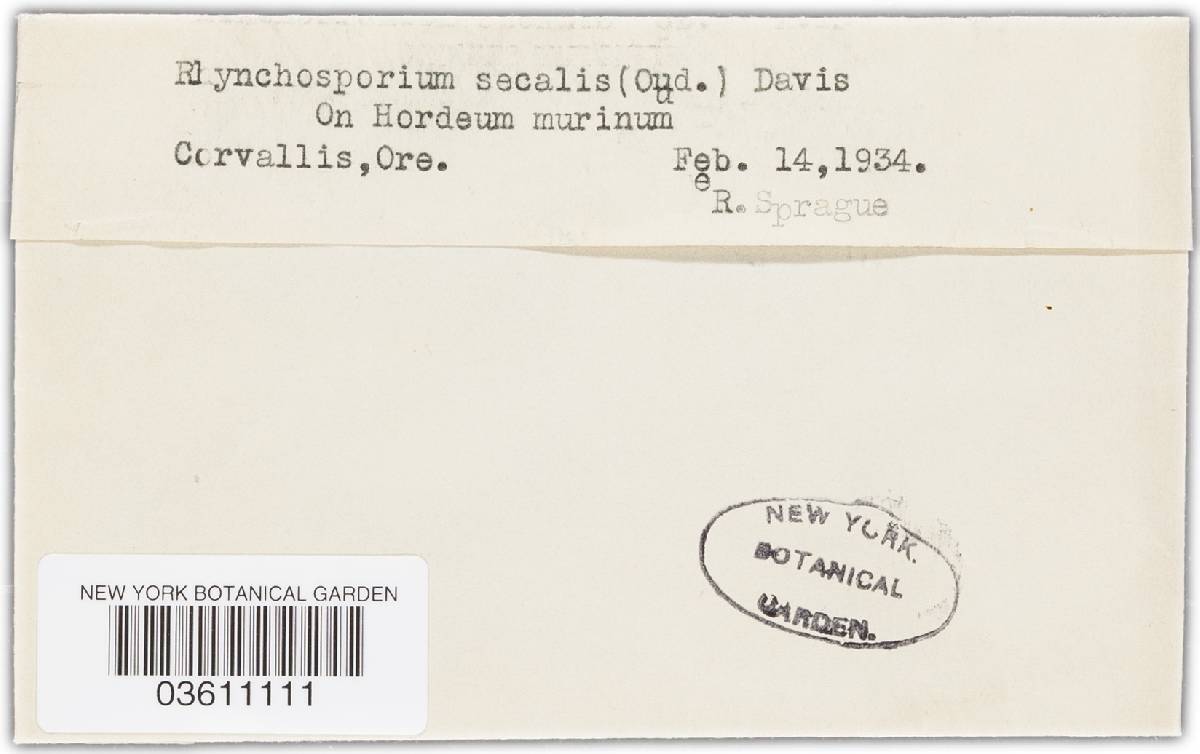 Rhynchosporium secalis (Oud.) Davis
On Hordeum murinum
Corvallis, Ore. Feb. 14, 1934.
R. Sprague
NEW YORK
BOTANICAL
GARDEN.
NEW YORK BOTANICAL GARDEN
03611111